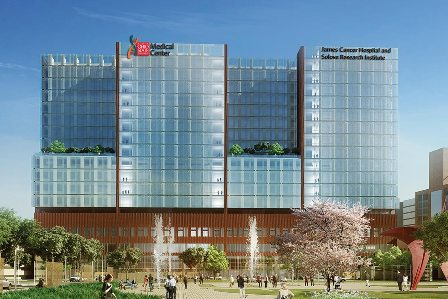 Medical
Center
James Cancer Hospital and
Solove Research Institute